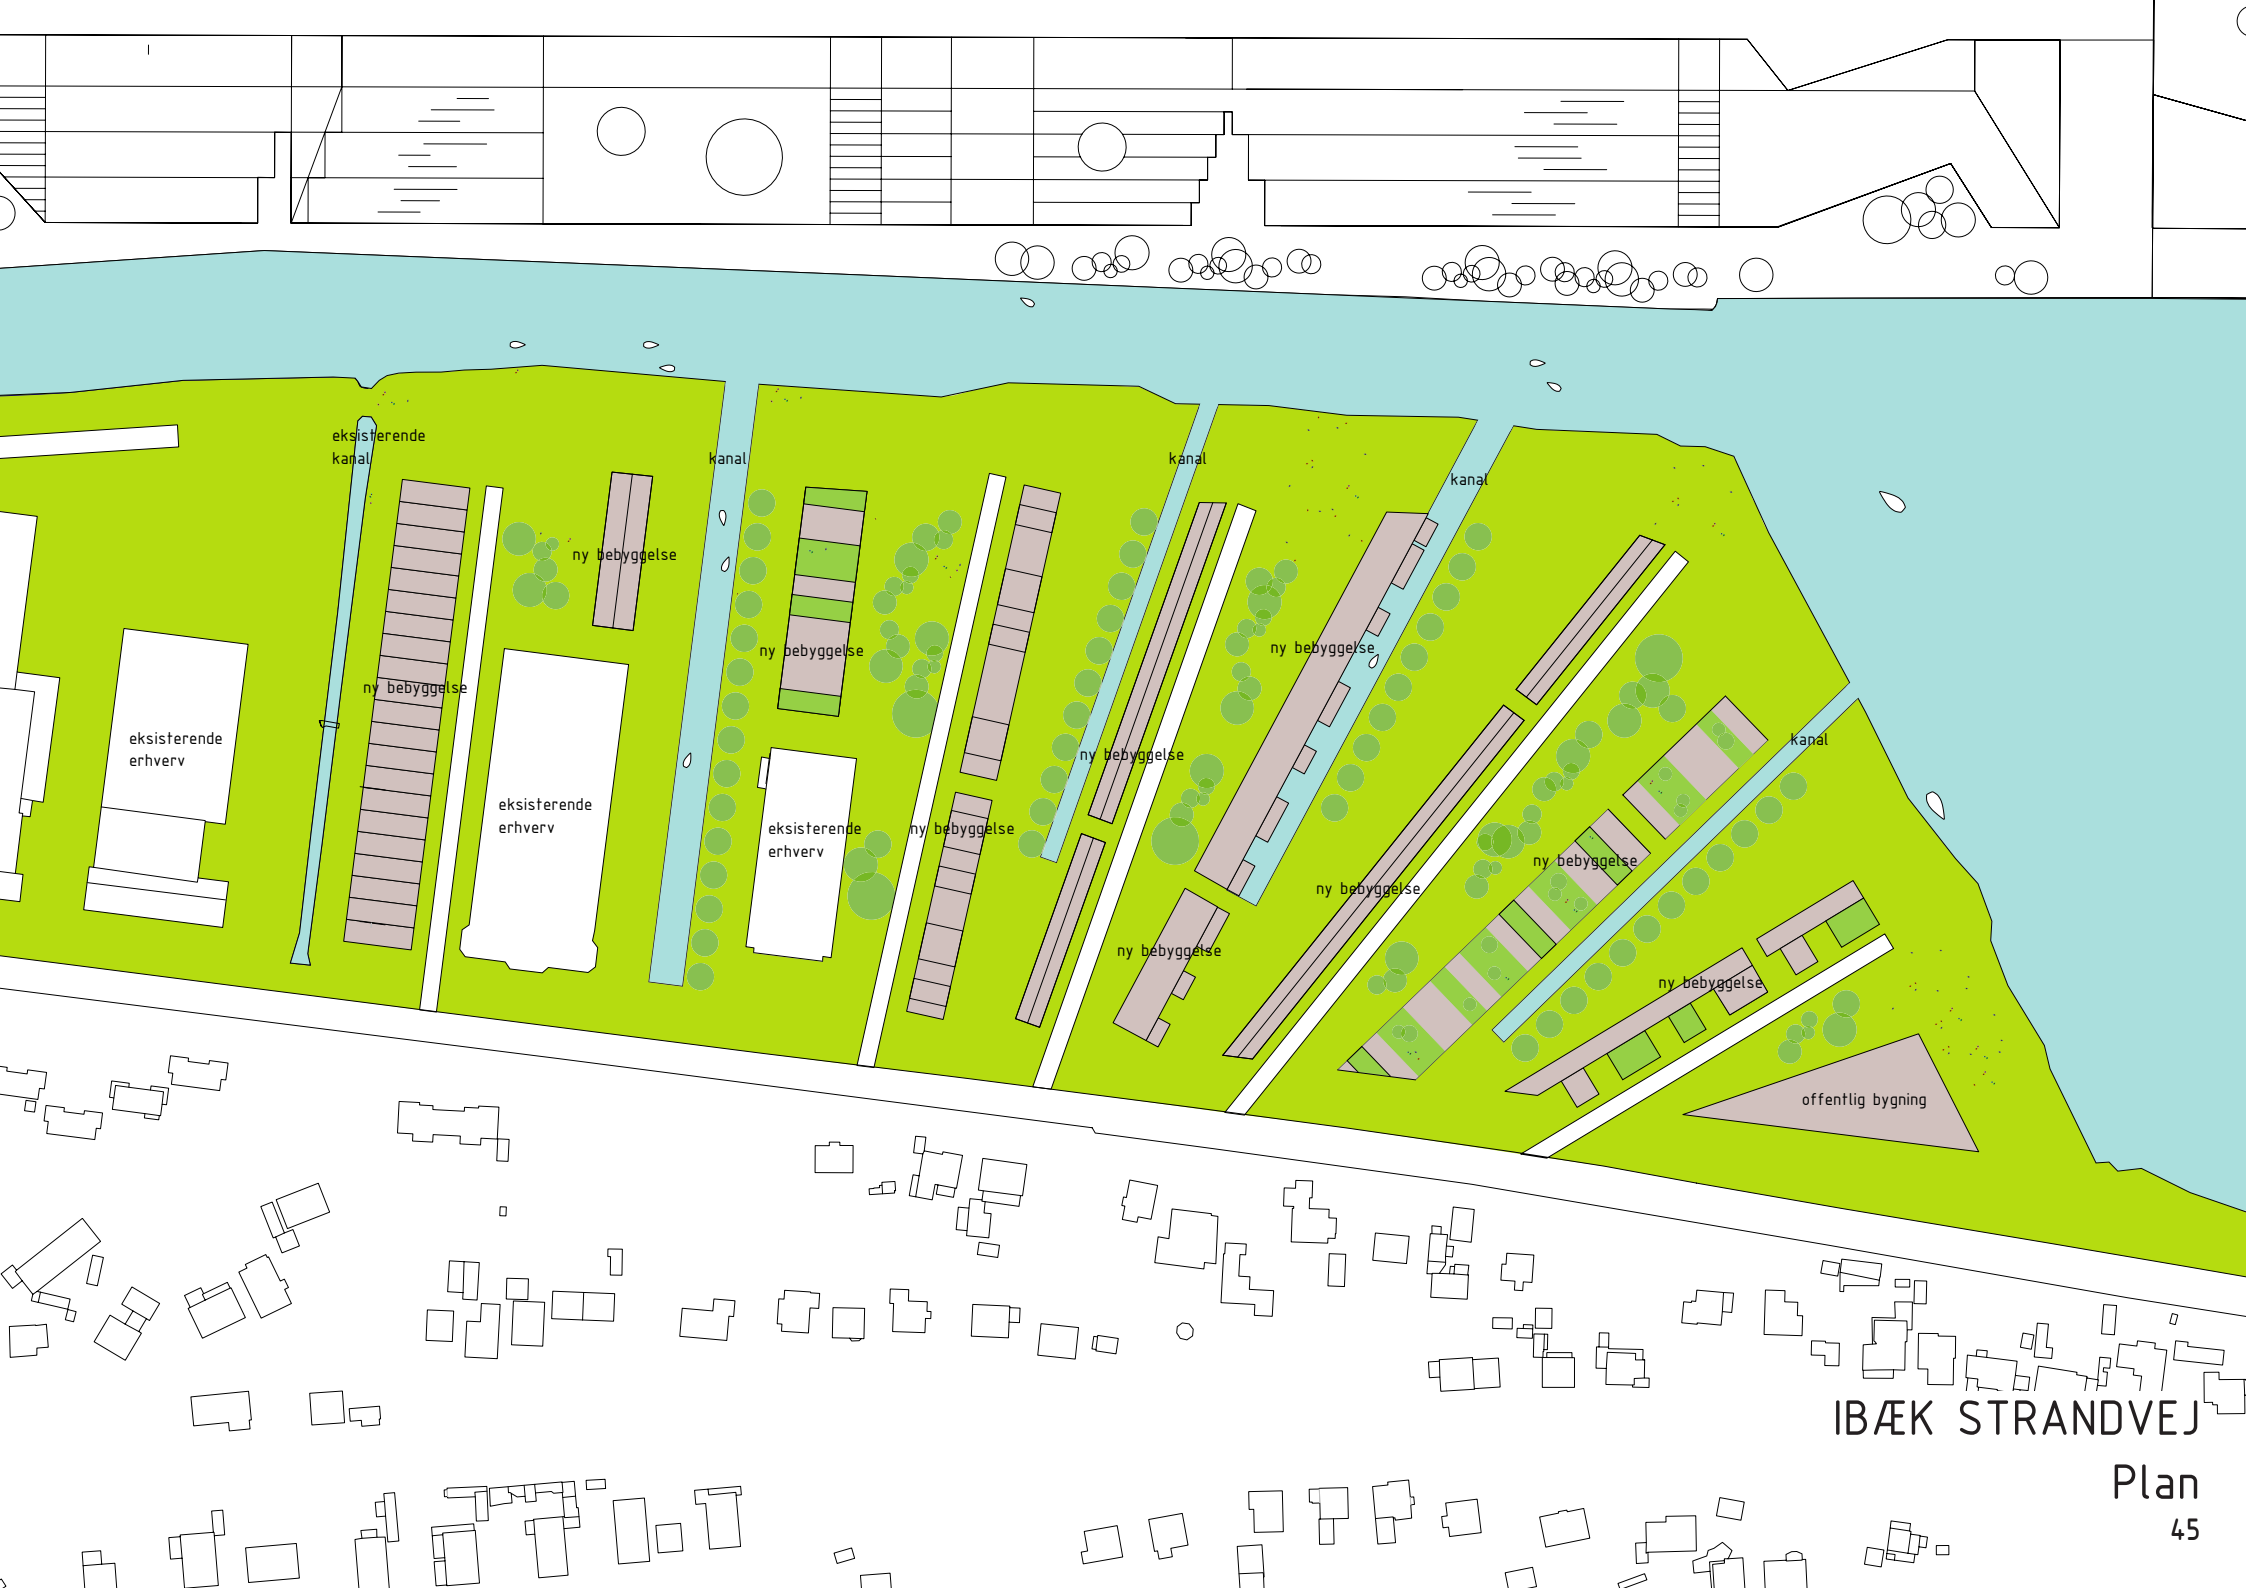 eksisterende
kanal
kanal
kanal
kanal
ny bebyggelse
ny bebyggelse
ny bebyggelse
ny bebyggelse
eksisterende
erhverv
kanal
ny bebyggelse
eksisterende
erhverv
eksisterende
erhverv
ny bebyggelse
ny bebyggelse
ny bebyggelse
ny bebyggelse
ny bebyggelse
offentlig bygning
IBÆK STRANDVEJ
Plan
45